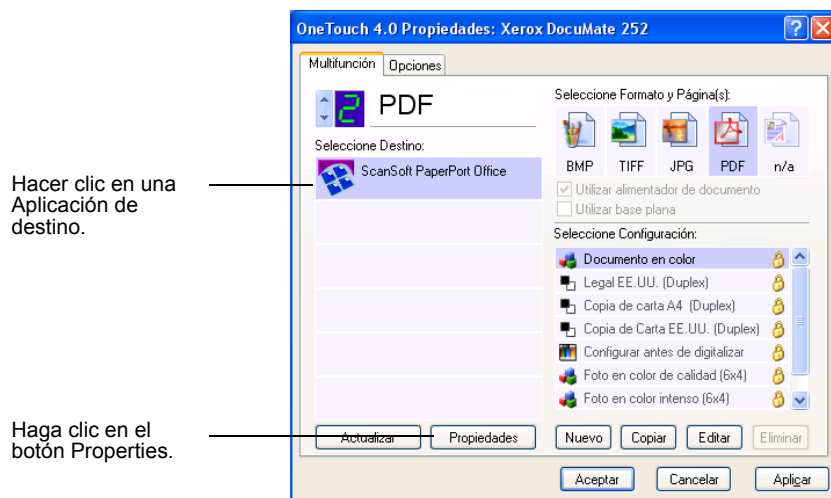 OneTouch 4.0 Propiedades: Xerox DocuMate 252
Multifunción Opciones
2 PDF
Seleccione Formato y Página(s):
BMP TIFF JPG PDF n/a
Seleccione Destino:
ScanSoft PaperPort Office
Hacer clic en una
Aplicación de
destino.
Utilizar alimentador de documento
Utilizar base plana
Seleccione Configuración:
Documento en color
Legal EE.UU. (Duplex)
Copia de carta A4 (Duplex)
Copia de Carta EE.UU. (Duplex)
Configurar antes de digitalizar
Foto en color de calidad (6x4)
Foto en color intenso (6x4)
Haga clic en el
botón Properties.
Actualizar Propiedades Nuevo Copiar Editar Eliminar
Aceptar Cancelar Aplicar